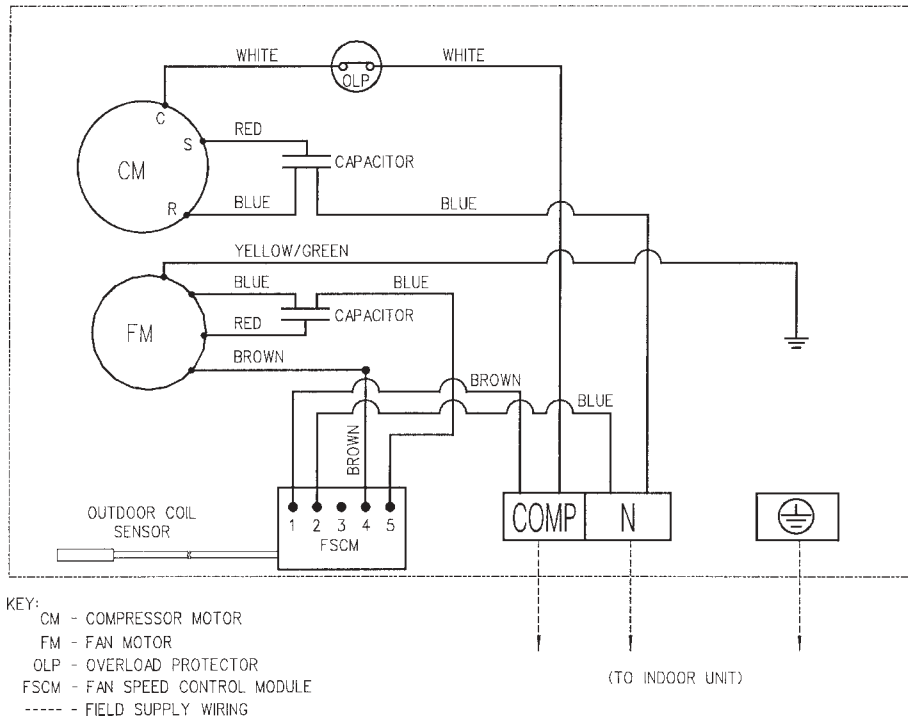 WHITE
OLP
WHITE
C
S
RED
CM
CAPACITOR
R
BLUE
BLUE
YELLOW/GREEN
BLUE
BLUE
FM
RED
CAPACITOR
BROWN
BROWN
BLUE
BROWN
OUTDOOR COIL
SENSOR
1 2 3 4 5
FSCM
COMP
N
KEY:
CM - COMPRESSOR MOTOR
FM - FAN MOTOR
OLP - OVERLOAD PROTECTOR
FSCM - FAN SPEED CONTROL MODULE
----- - FIELD SUPPLY WIRING
(TO INDOOR UNIT)